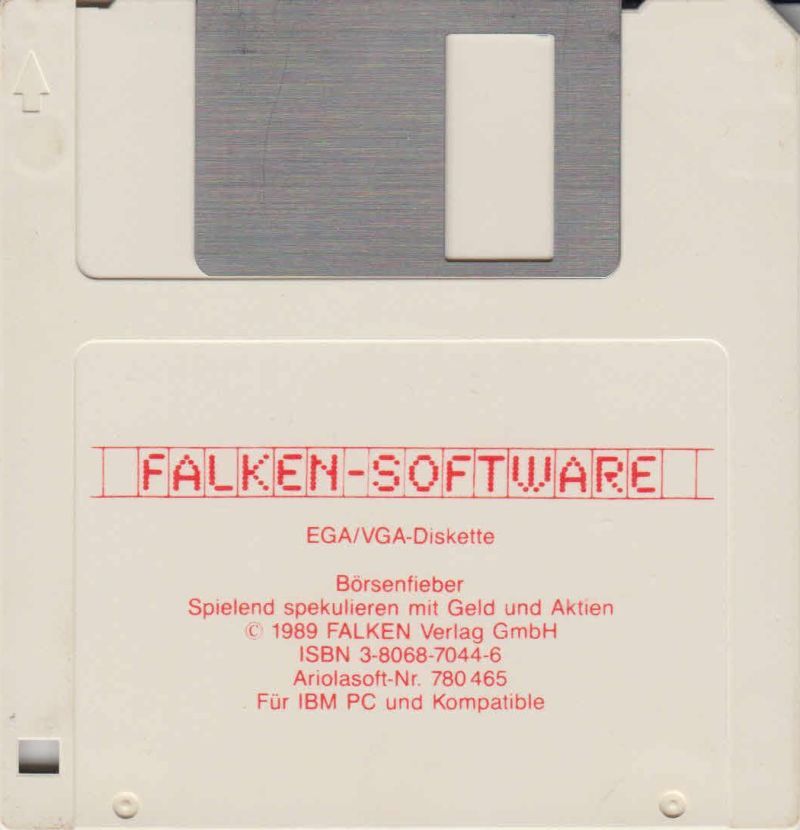 FALKEN-SOFTWARE
EGA/VGA-Diskette
Börsenfieber
Spielend spekulieren mit Geld und Aktien
© 1989 FALKEN Verlag GmbH
ISBN 3-8068-7044-6
Ariolasoft-Nr. 780 465
Für IBM PC und Kompatible